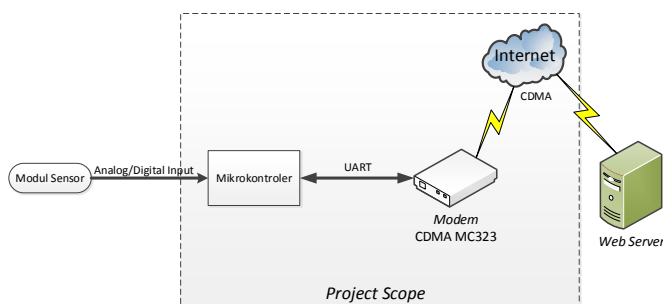 Internet
CDMA
Modul Sensor
Analog/Digital Input
Mikrokontroler
UART
Modem
CDMA MC323
Web Server
Project Scope